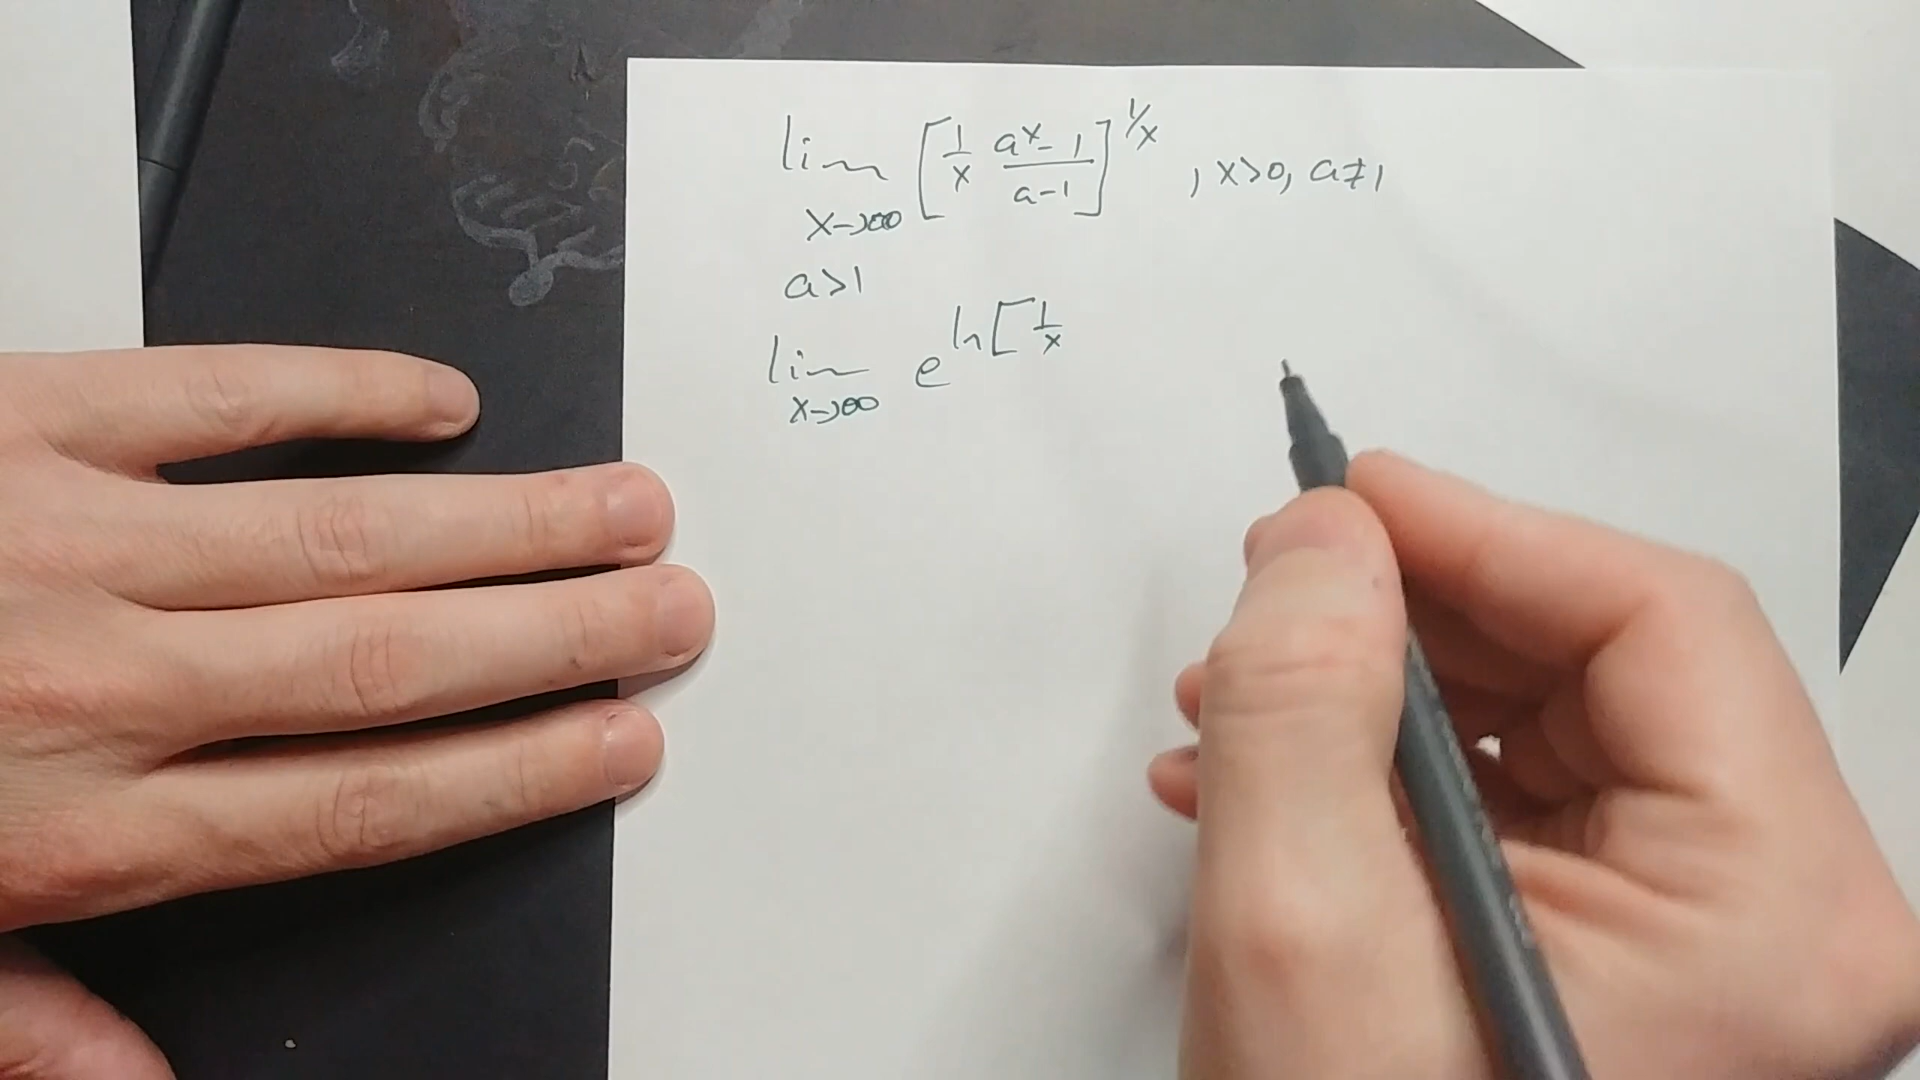 lim x→∞ [1/x (a^x-1)/(a-1)]^1/x , x>0, a≠1
a>1
lim x→∞ e^ln[1/x